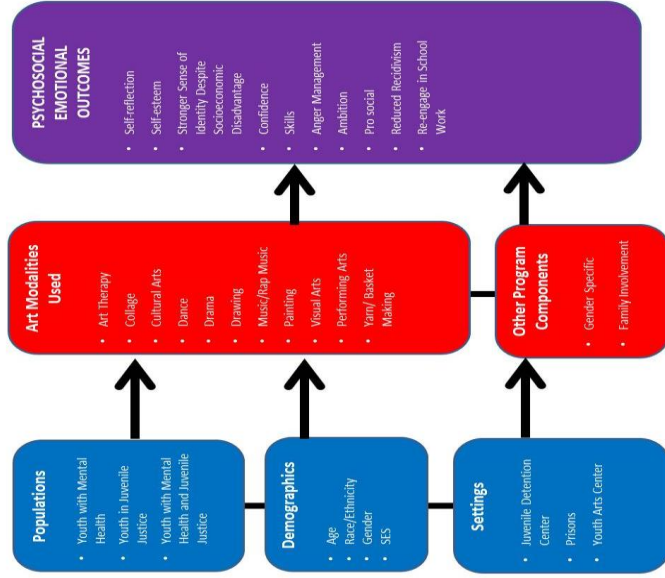 Populations
• Youth with Mental
Health
• Youth in Juvenile
Justice
• Youth with Mental
Health and Juvenile
Justice
Demographics
• Age
• Race/Ethnicity
• Gender
• SES
Settings
• Juvenile Detention
Center
• Prisons
• Youth Arts Center
Art Modalities
Used
• Art Therapy
• Collage
• Cultural Arts
• Dance
• Drama
• Drawing
• Music/Rap Music
• Painting
• Visual Arts
• Performing Arts
• Yarn/ Basket
Making
Other Program
Components
• Gender Specific
• Family Involvement
PSYCHOSOCIAL
EMOTIONAL
OUTCOMES
• Self-reflection
• Self-esteem
• Stronger Sense of
Identity Despite
Socioeconomic
Disadvantage
• Confidence
• Skills
• Anger Management
• Ambition
• Pro social
• Reduced Recidivism
• Re-engage in School
Work